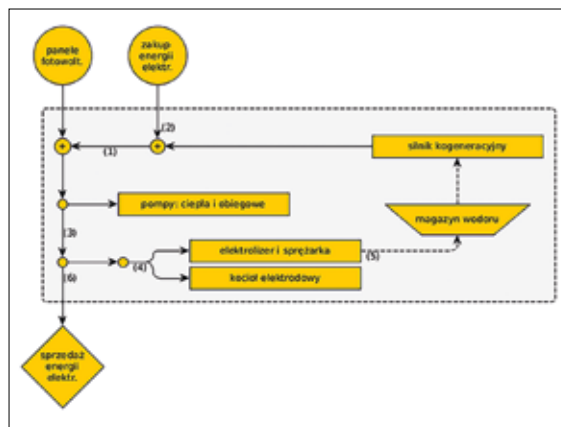 panele
fotowolt.
zakup
energii
elektr.
(2)
+
(1)
+
silnik kogeneracyjny
pompy: ciepła i obiegowe
magazyn wodoru
(3)
elektrolizer i sprężarka
(4)
(5)
kocioł elektrodowy
(6)
sprzedaż
energii
elektr.